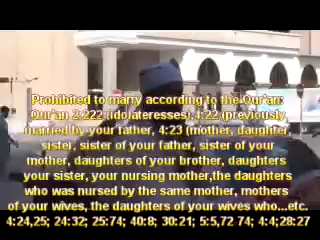 Prohibited to marry according to the Qur'an:
Qur'an 2:222 (idolateresses),4:22 (previously
married by your father, 4:23 (mother, daughter,
sister, sister of your father, sister of your
mother, daughters of your brother, daughters
your sister, your nursing mother,the daughters
who was nursed by the same mother, mothers
of your wives, the daughters of your wives who...etc.
4:24,25; 24:32; 25:74; 40:8; 30:21; 5:5,72 74; 4:4;28:27